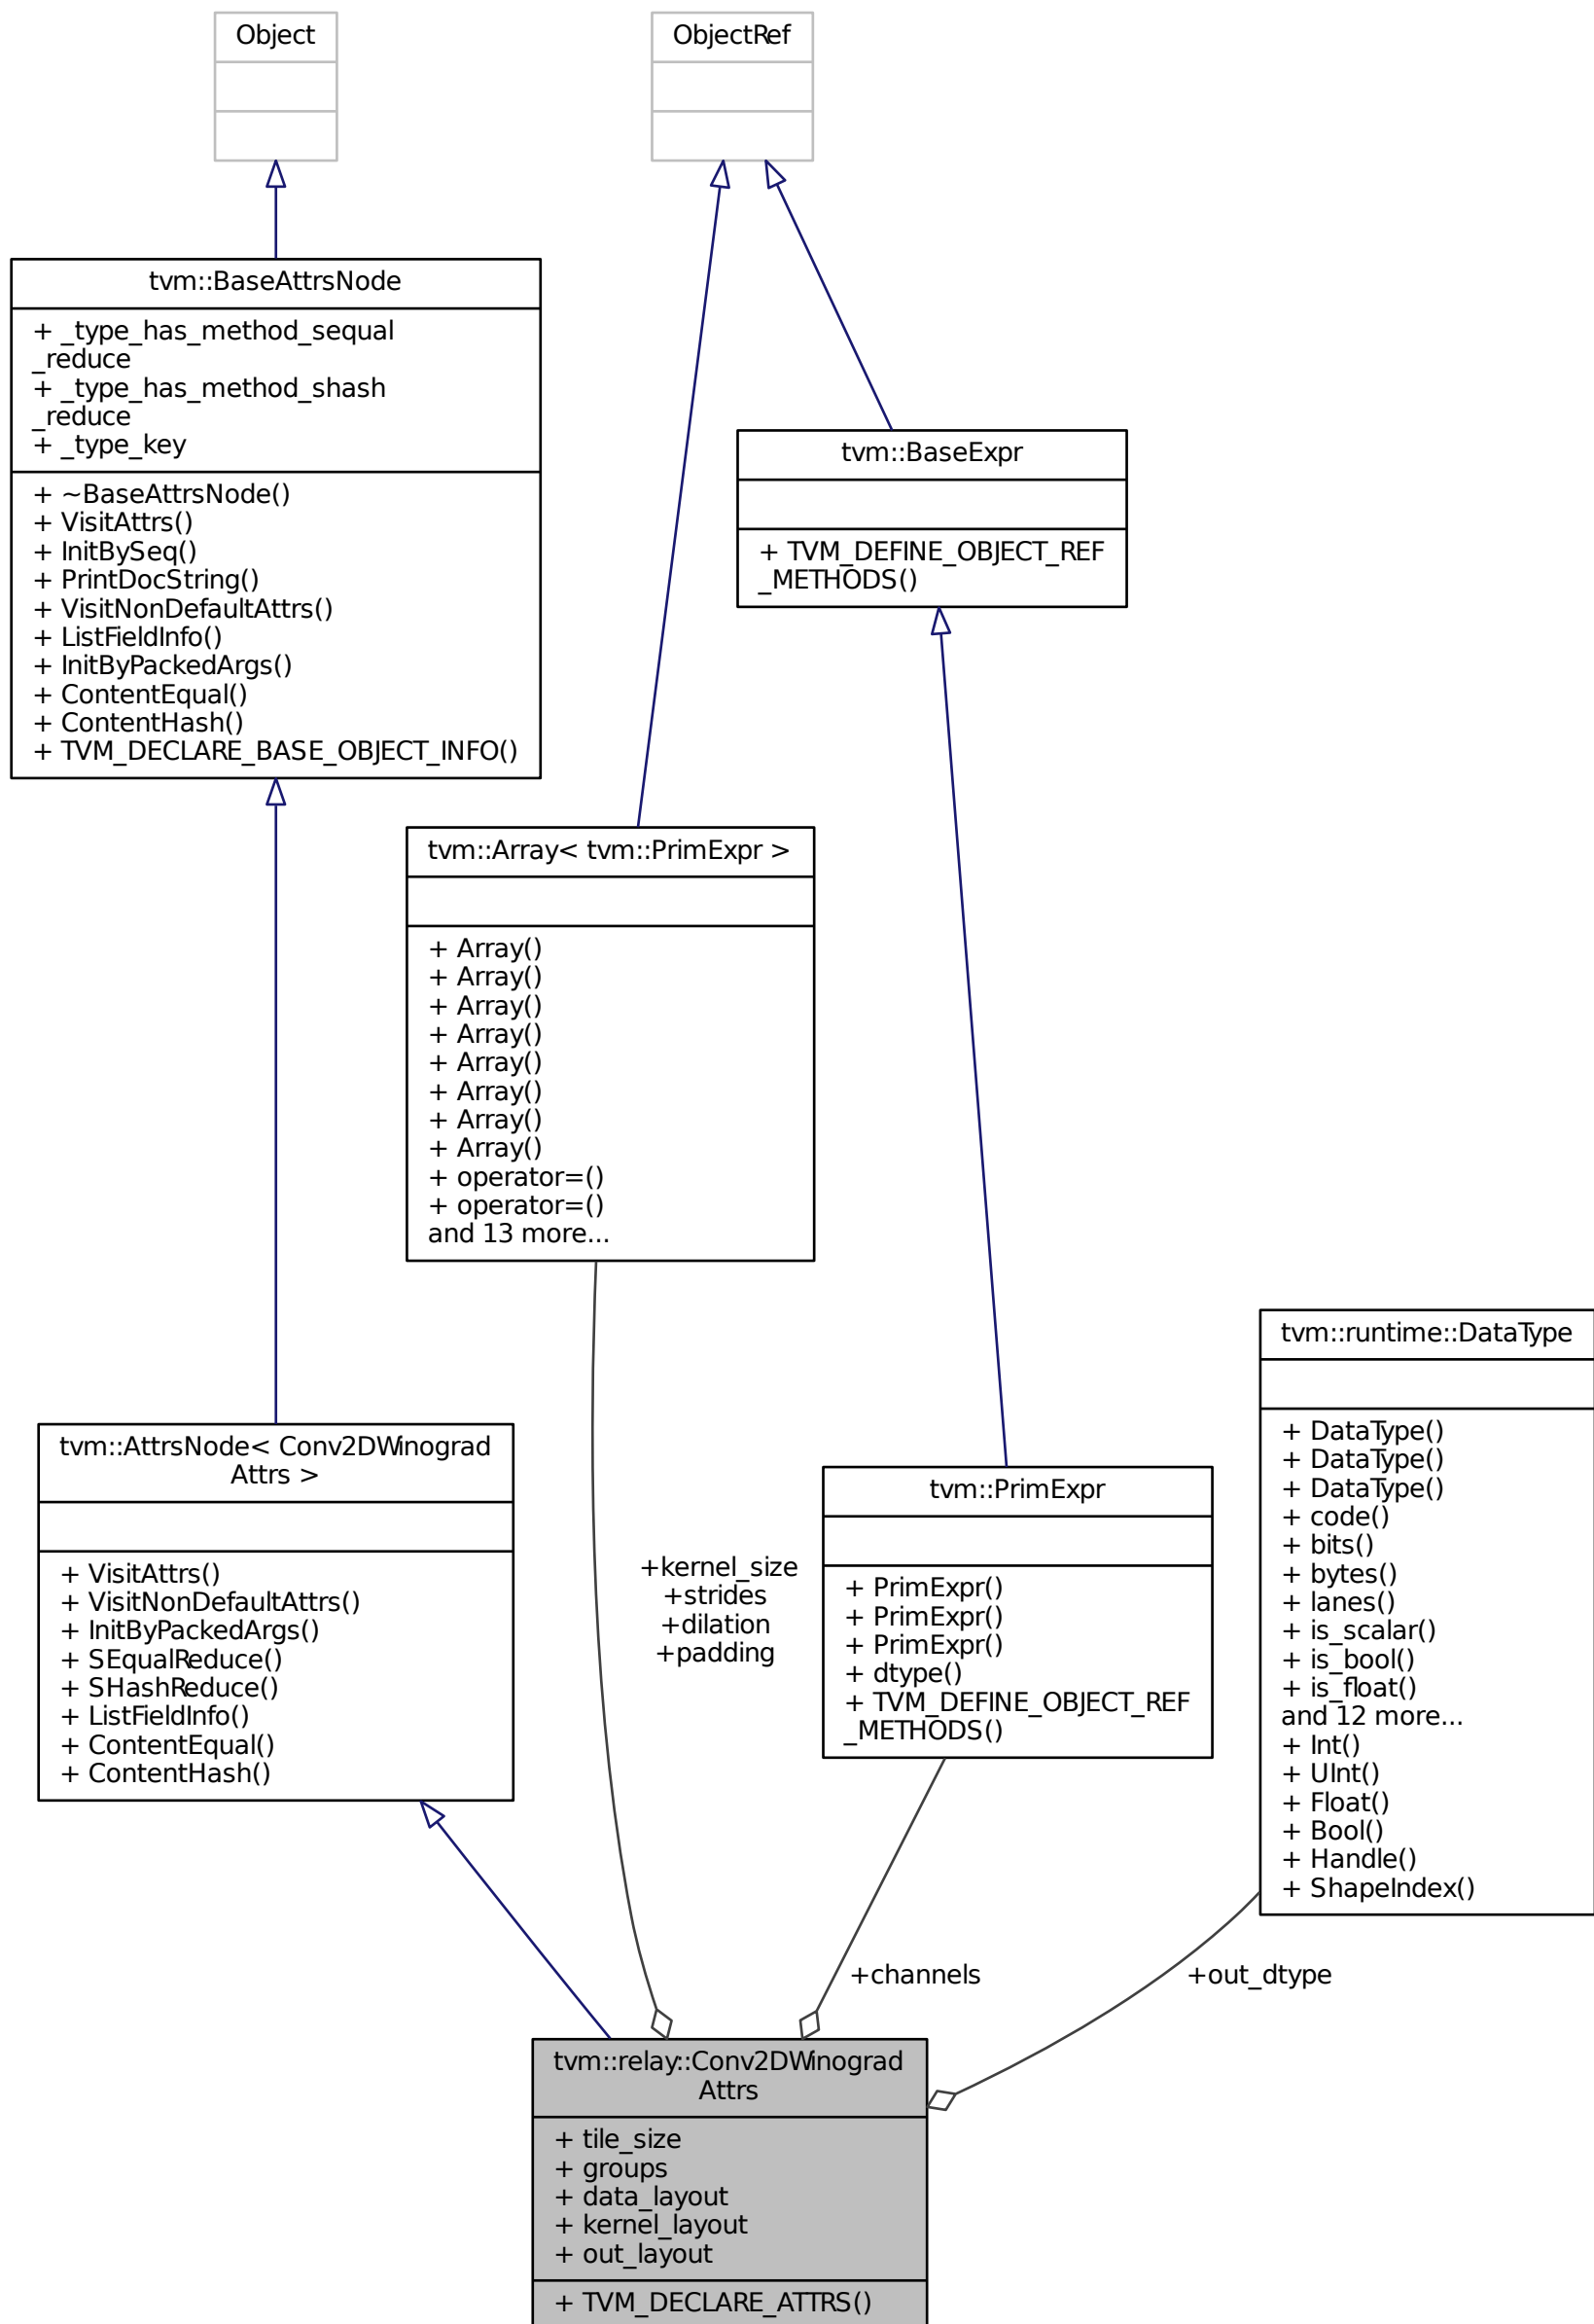 Object
ObjectRef
tvm::BaseAttrsNode
+ _type_has_method_sequal
_reduce
+ _type_has_method_shash
_reduce
+ _type_key
+ ~BaseAttrsNode()
+ VisitAttrs()
+ InitBySeq()
+ PrintDocString()
+ VisitNonDefaultAttrs()
+ ListFieldInfo()
+ InitByPackedArgs()
+ ContentEqual()
+ ContentHash()
+ TVM_DECLARE_BASE_OBJECT_INFO()
tvm::BaseExpr
+ TVM_DEFINE_OBJECT_REF
_METHODS()
tvm::Array< tvm::PrimExpr >
+ Array()
+ Array()
+ Array()
+ Array()
+ Array()
+ Array()
+ Array()
+ Array()
+ operator=()
+ operator=()
and 13 more...
tvm::AttrsNode< Conv2DWinograd
Attrs >
+ VisitAttrs()
+ VisitNonDefaultAttrs()
+ InitByPackedArgs()
+ SEqualReduce()
+ SHashReduce()
+ ListFieldInfo()
+ ContentEqual()
+ ContentHash()
+kernel_size
+strides
+dilation
+padding
tvm::PrimExpr
+ PrimExpr()
+ PrimExpr()
+ PrimExpr()
+ dtype()
+ TVM_DEFINE_OBJECT_REF
_METHODS()
tvm::runtime::DataType
+ DataType()
+ DataType()
+ DataType()
+ code()
+ bits()
+ bytes()
+ lanes()
+ is_scalar()
+ is_bool()
+ is_float()
and 12 more...
+ Int()
+ UInt()
+ Float()
+ Bool()
+ Handle()
+ ShapeIndex()
+channels
+out_dtype
tvm::relay::Conv2DWinograd
Attrs
+ tile_size
+ groups
+ data_layout
+ kernel_layout
+ out_layout
+ TVM_DECLARE_ATTRS()